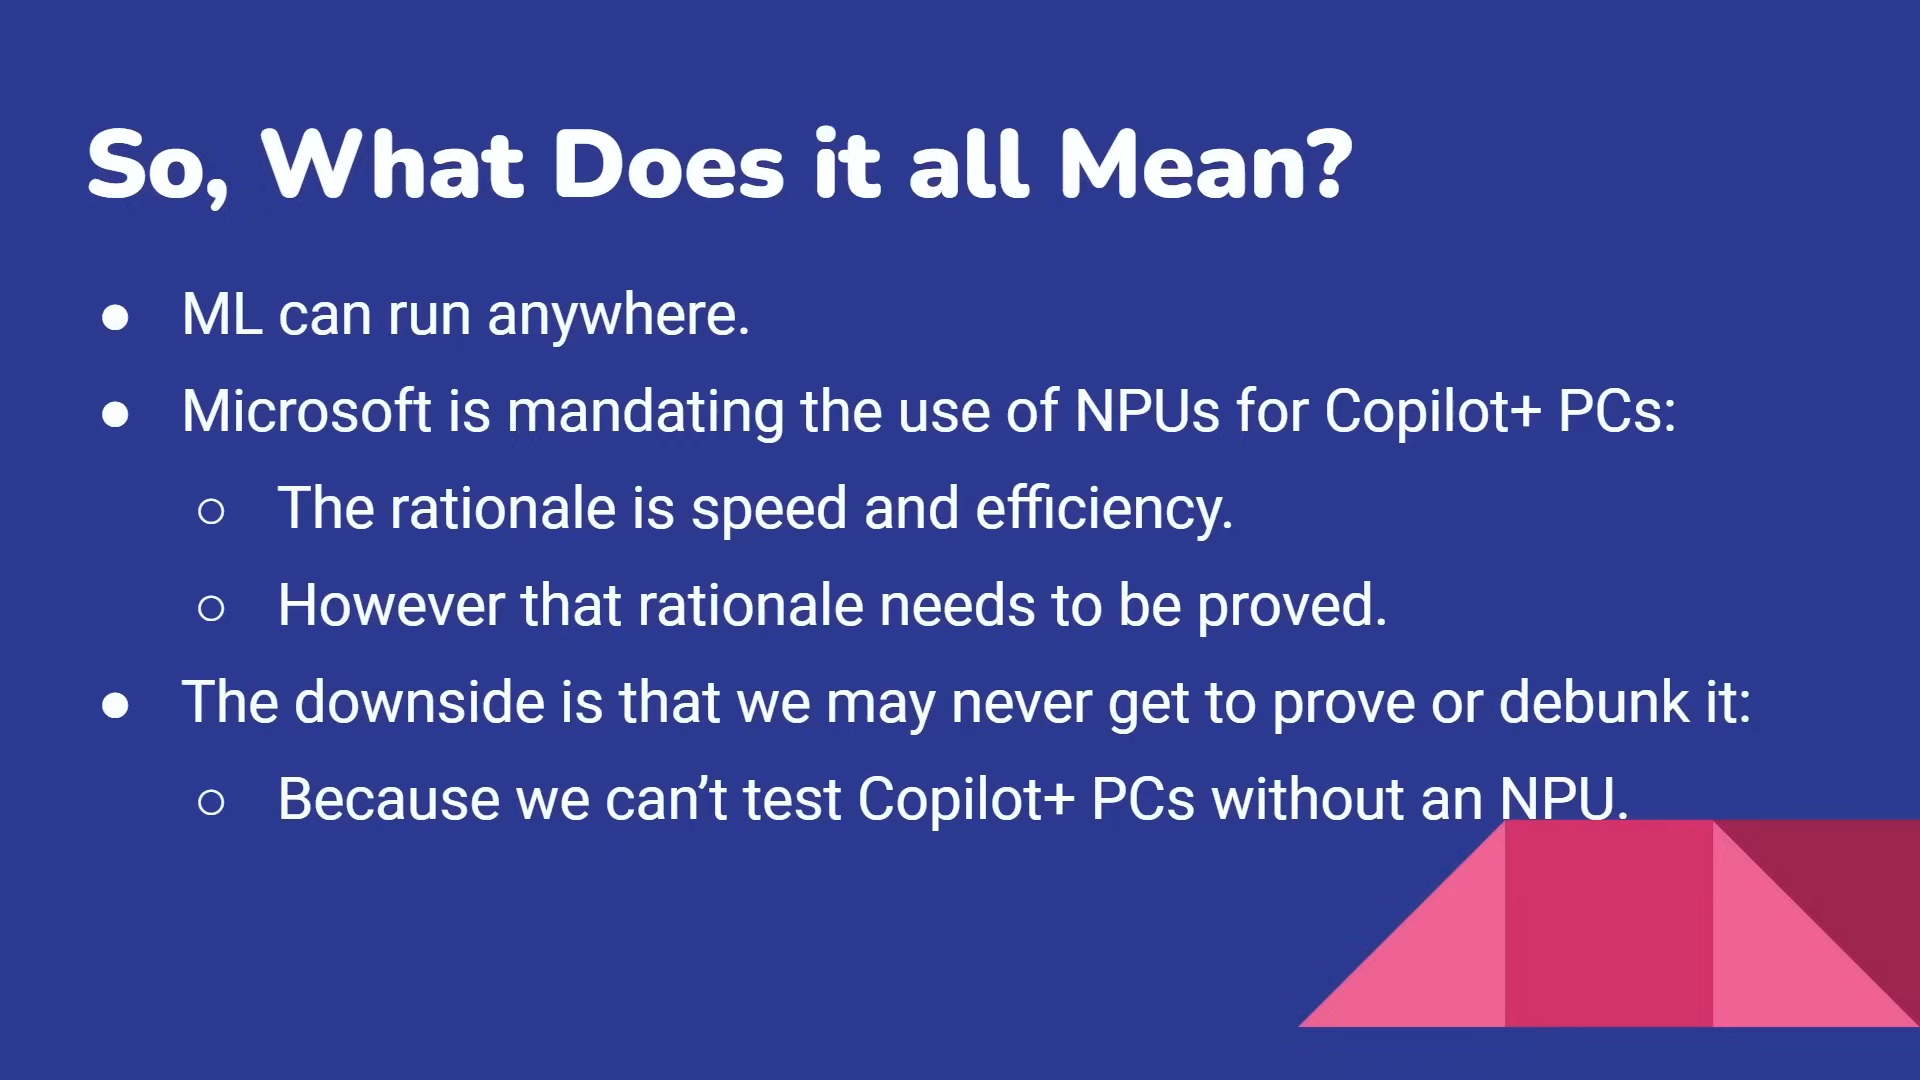 So, What Does it all Mean?
● ML can run anywhere.
● Microsoft is mandating the use of NPUs for Copilot+ PCs:
○ The rationale is speed and efficiency.
○ However that rationale needs to be proved.
● The downside is that we may never get to prove or debunk it:
○ Because we can’t test Copilot+ PCs without an NPU.